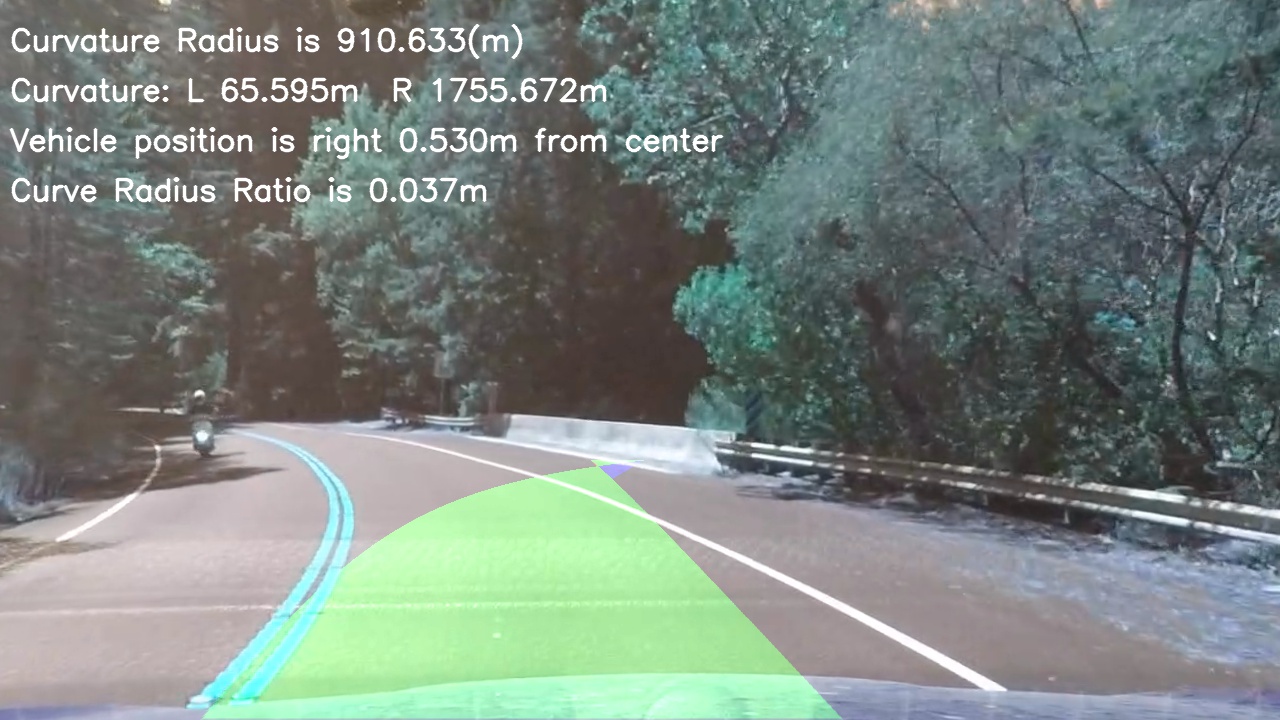 Curvature Radius is 910.633(m)
Curvature: L 65.595m R 1755.672m
Vehicle position is right 0.530m from center
Curve Radius Ratio is 0.037m